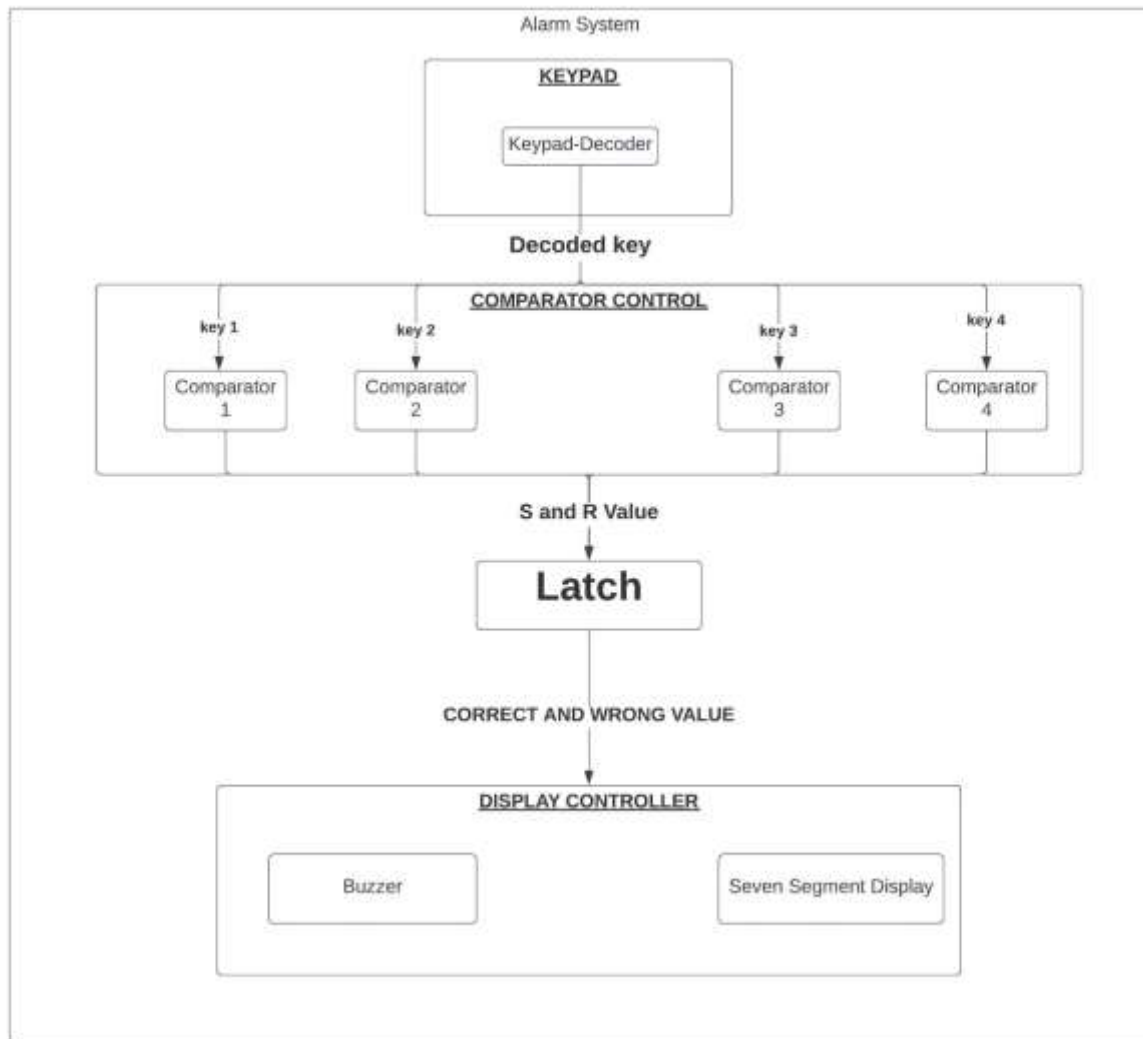 Alarm System
KEYPAD
Keypad-Decoder
Decoded key
COMPARATOR CONTROL
key 1
key 2
key 3
key 4
Comparator
1
Comparator
2
Comparator
3
Comparator
4
S and R Value
Latch
CORRECT AND WRONG VALUE
DISPLAY CONTROLLER
Buzzer
Seven Segment Display